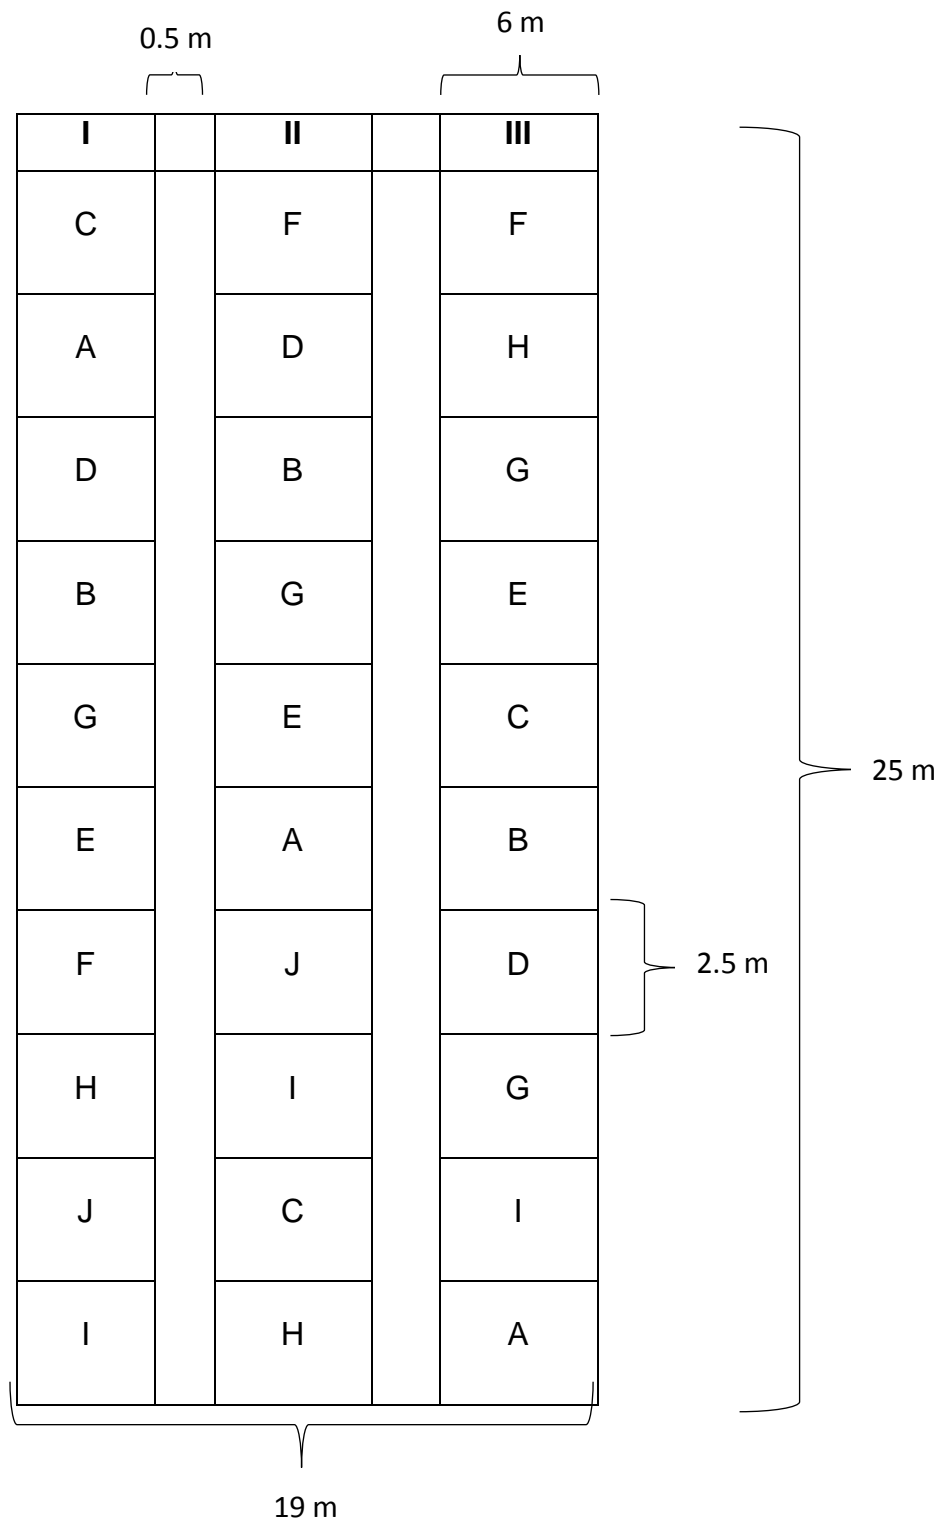 0.5 m 6 m
I II III
C F F
A D H
D B G
B G E
G E C
E A B
F J D
H I G
J C I
I H A
25 m
2.5 m
19 m